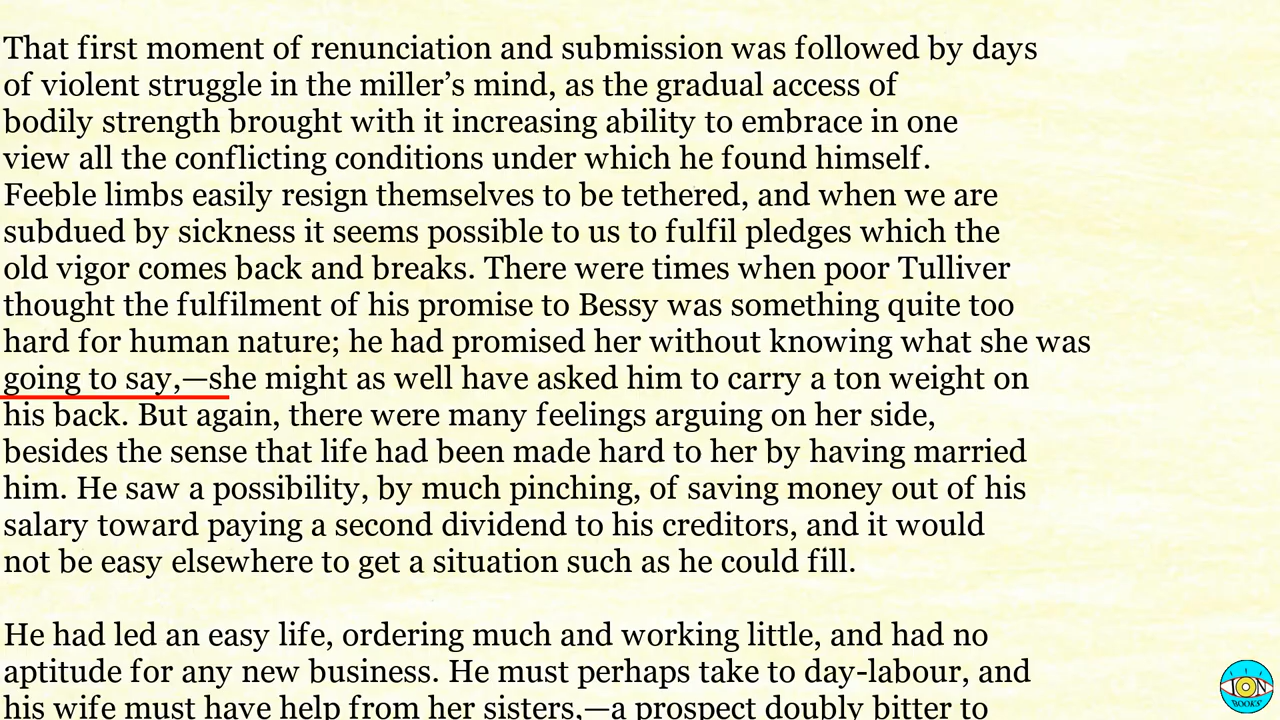 That first moment of renunciation and submission was followed by days
of violent struggle in the miller’s mind, as the gradual access of
bodily strength brought with it increasing ability to embrace in one
view all the conflicting conditions under which he found himself.
Feeble limbs easily resign themselves to be tethered, and when we are
subdued by sickness it seems possible to us to fulfil pledges which the
old vigor comes back and breaks. There were times when poor Tulliver
thought the fulfilment of his promise to Bessy was something quite too
hard for human nature; he had promised her without knowing what she was
going to say,—she might as well have asked him to carry a ton weight on
his back. But again, there were many feelings arguing on her side,
besides the sense that life had been made hard to her by having married
him. He saw a possibility, by much pinching, of saving money out of his
salary toward paying a second dividend to his creditors, and it would
not be easy elsewhere to get a situation such as he could fill.
He had led an easy life, ordering much and working little, and had no
aptitude for any new business. He must perhaps take to day-labour, and
his wife must have help from her sisters,—a prospect doubly bitter to
ION
BOOKS